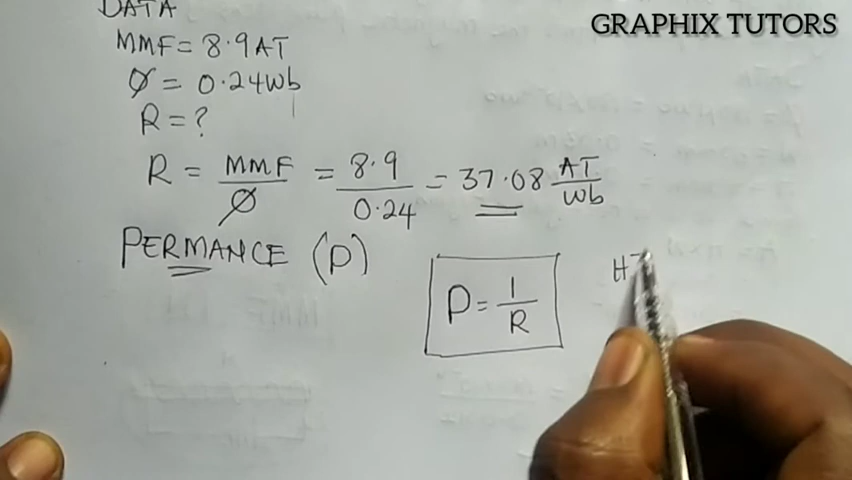 DATA
GRAPHIX TUTORS
MMF = 8.9AT
Ø = 0.24Wb
R = ?
R = MMF/Ø = 8.9/0.24 = 37.08 AT/Wb
PERMANCE (P)
P = 1/R